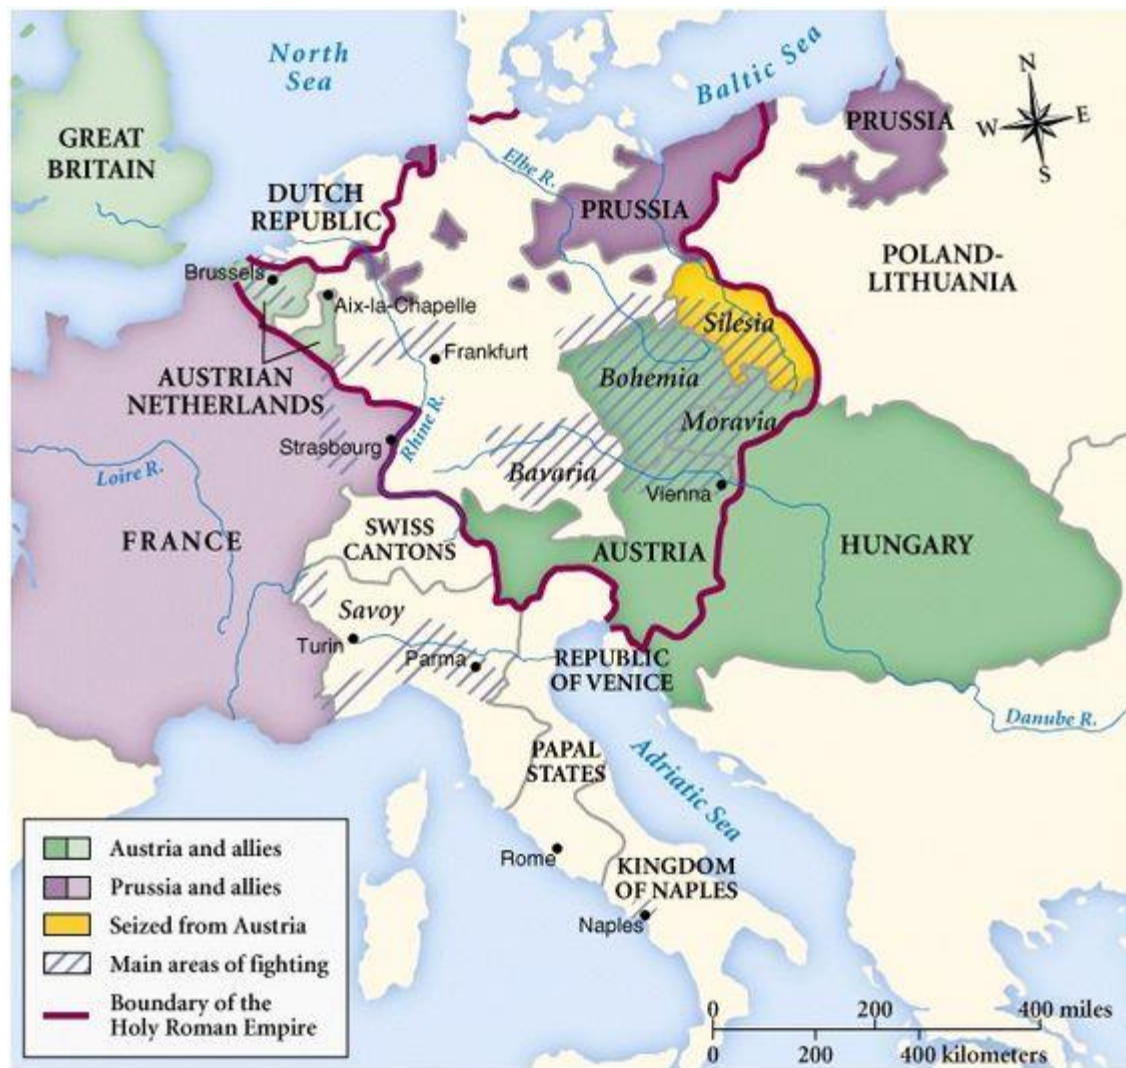 North
Sea
Baltic Sea
N
W
E
S
GREAT
BRITAIN
PRUSSIA
Elbe R.
DUTCH
REPUBLIC
PRUSSIA
POLAND-
LITHUANIA
Brussels
Aix-la-Chapelle
Silesia
Frankfurt
AUSTRIAN
NETHERLANDS
Bohemia
Moravia
Rhine R.
Strasbourg
Loire R.
Bavaria
Vienna
FRANCE
SWISS
CANTONS
AUSTRIA
HUNGARY
Savoy
Turin
Parma
REPUBLIC
OF VENICE
Danube R.
PAPAL
STATES
Adriatic Sea
Rome
KINGDOM
OF NAPLES
Naples
Austria and allies
Prussia and allies
Seized from Austria
Main areas of fighting
Boundary of the
Holy Roman Empire
0 200 400 miles
0 200 400 kilometers